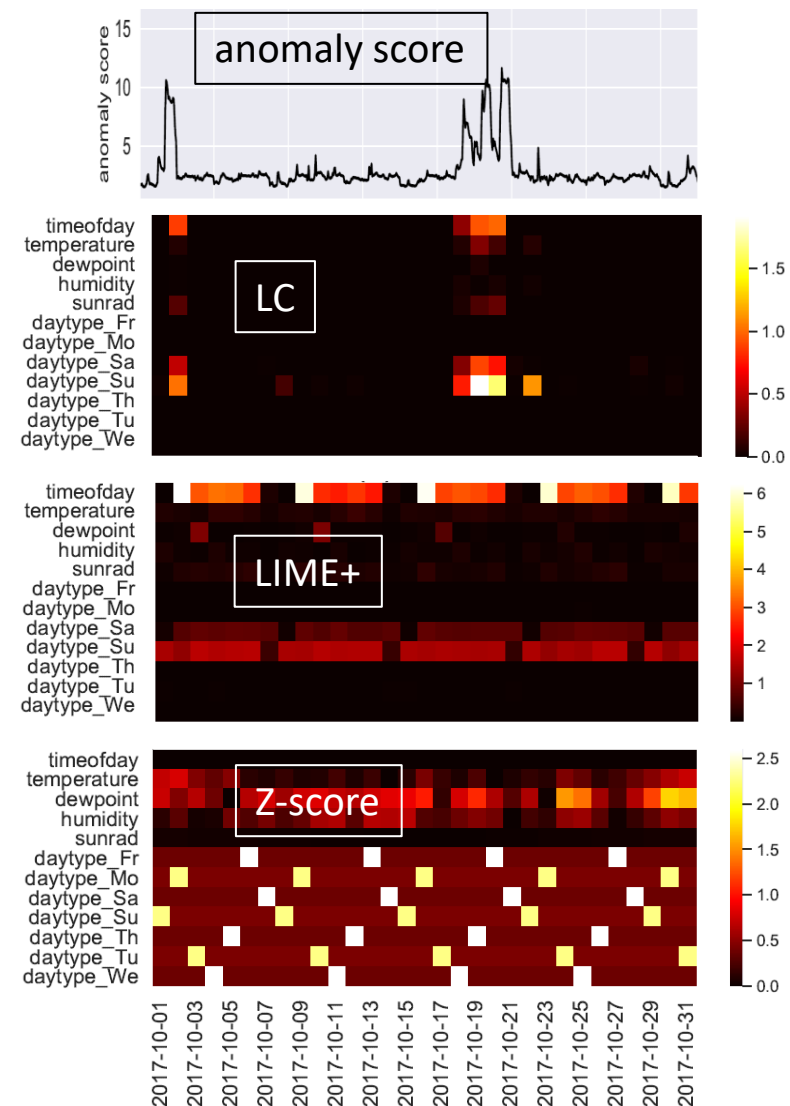 anomaly score
anomaly score
15
10
5
timeofday
temperature
dewpoint
humidity
sunrad
daytype_Fr
daytype_Mo
daytype_Sa
daytype_Su
daytype_Th
daytype_Tu
daytype_We
LC
1.5
1.0
0.5
0.0
timeofday
temperature
dewpoint
humidity
sunrad
daytype_Fr
daytype_Mo
daytype_Sa
daytype_Su
daytype_Th
daytype_Tu
daytype_We
LIME+
6
5
4
3
2
1
timeofday
temperature
dewpoint
humidity
sunrad
daytype_Fr
daytype_Mo
daytype_Sa
daytype_Su
daytype_Th
daytype_Tu
daytype_We
Z-score
2.5
2.0
1.5
1.0
0.5
0.0
2017-10-01
2017-10-03
2017-10-05
2017-10-07
2017-10-09
2017-10-11
2017-10-13
2017-10-15
2017-10-17
2017-10-19
2017-10-21
2017-10-23
2017-10-25
2017-10-27
2017-10-29
2017-10-31